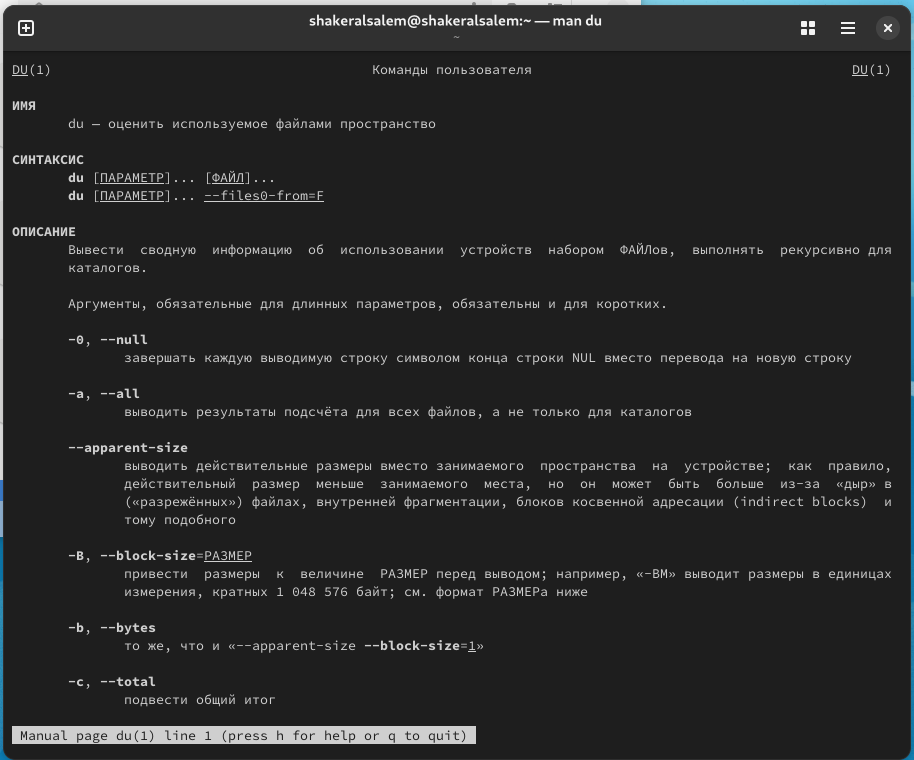 shakeralsalem@shakeralsalem:~ — man du
~
DU(1) Команды пользователя DU(1)
ИМЯ
du — оценить используемое файлами пространство
СИНТАКСИС
du [ПАРАМЕТР]... [ФАЙЛ]...
du [ПАРАМЕТР]... --files0-from=F
ОПИСАНИЕ
Вывести сводную информацию об использовании устройств набором ФАЙЛов, выполнять рекурсивно для
каталогов.
Аргументы, обязательные для длинных параметров, обязательны и для коротких.
-0, --null
завершать каждую выводимую строку символом конца строки NUL вместо перевода на новую строку
-a, --all
выводить результаты подсчёта для всех файлов, а не только для каталогов
--apparent-size
выводить действительные размеры вместо занимаемого пространства на устройстве; как правило,
действительный размер меньше занимаемого места, но он может быть больше из-за «дыр» в
(«разрежённых») файлах, внутренней фрагментации, блоков косвенной адресации (indirect blocks) и
тому подобного
-B, --block-size=РАЗМЕР
привести размеры к величине РАЗМЕР перед выводом; например, «-BM» выводит размеры в единицах
измерения, кратных 1 048 576 байт; см. формат РАЗМЕРа ниже
-b, --bytes
то же, что и «--apparent-size --block-size=1»
-c, --total
подвести общий итог
Manual page du(1) line 1 (press h for help or q to quit)